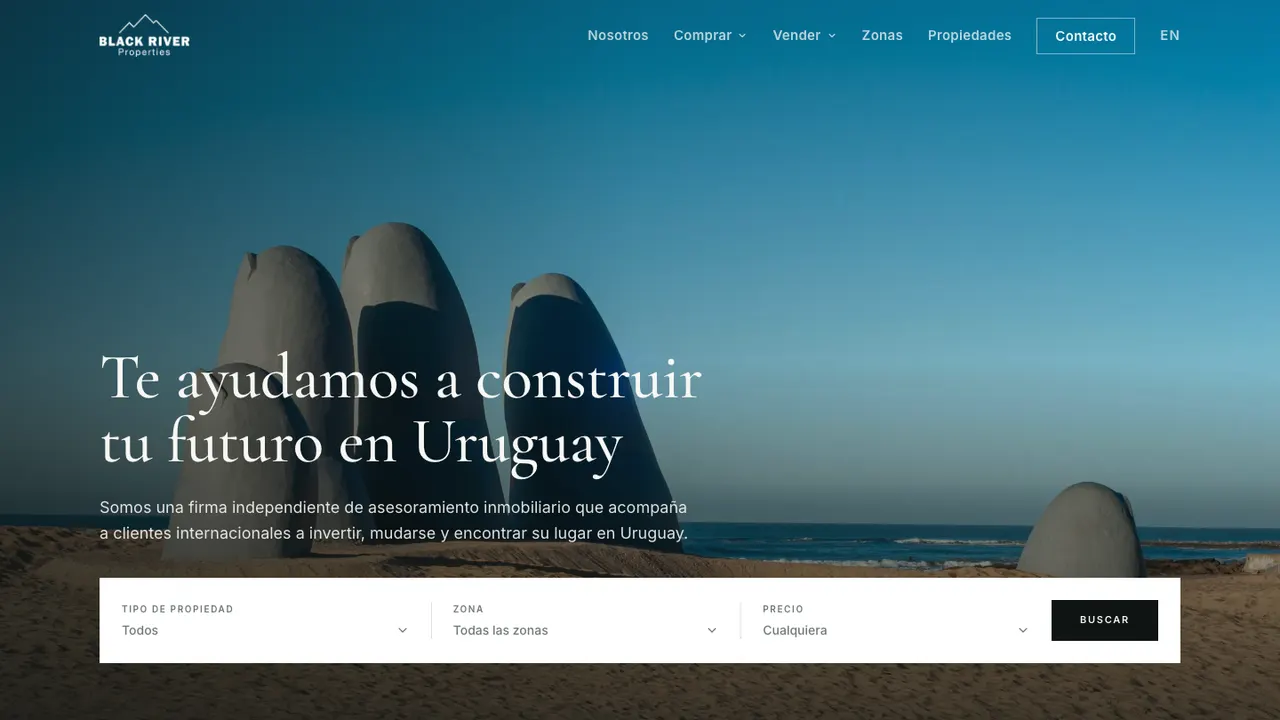 BLACK RIVER
Properties
Nosotros
Comprar
Vender
Zonas
Propiedades
Contacto
EN
Te ayudamos a construir
tu futuro en Uruguay
Somos una firma independiente de asesoramiento inmobiliario que acompaña
a clientes internacionales a invertir, mudarse y encontrar su lugar en Uruguay.
TIPO DE PROPIEDAD
Todos
ZONA
Todas las zonas
PRECIO
Cualquiera
BUSCAR